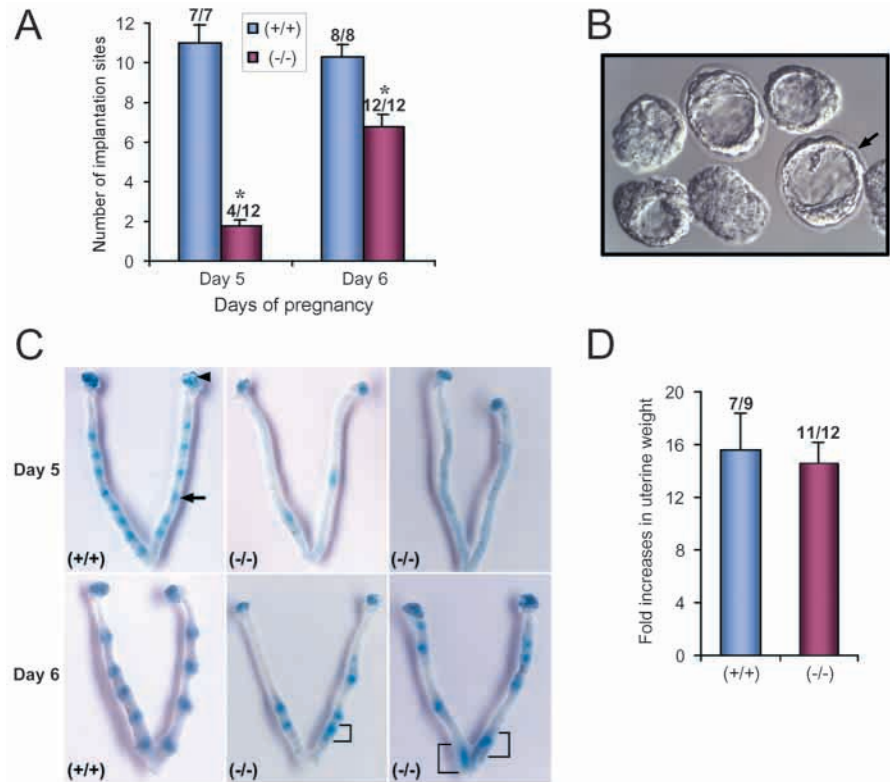 A
Number of implantation sites
12
10
8
6
4
2
0
7/7
4/12
*
8/8
12/12
*
(+/+)
(-/-)
Day 5
Day 6
Days of pregnancy
B
C
Day 5
(+/+)
(-/-)
(-/-)
Day 6
(+/+)
(-/-)
(-/-)
D
Fold increases in uterine weight
20
16
12
8
4
0
7/9
11/12
(+/+)
(-/-)